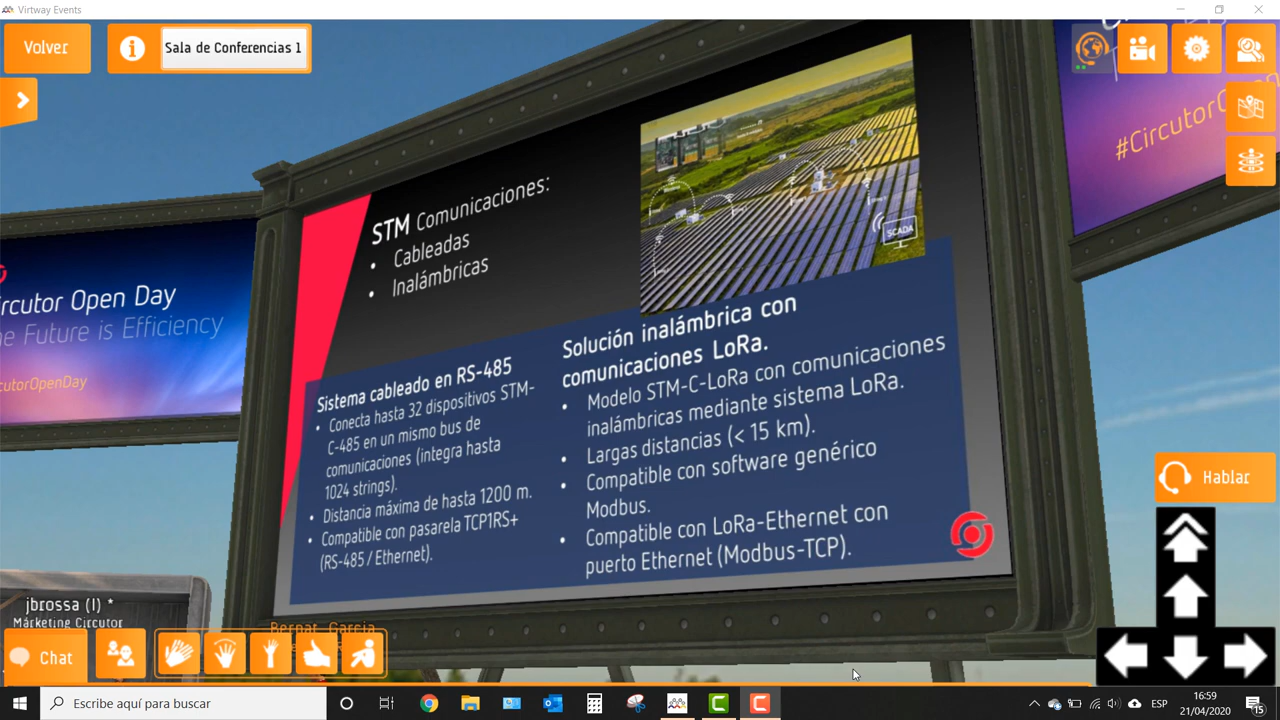 Virtway Events
Volver
Sala de Conferencias 1
#CircutorO
STM Comunicaciones:
• Cableadas
• Inalámbricas
SCADA
rcutor Open Day
e Future is Efficiency
cutorOpenDay
Sistema cableado en RS-485
• Conecta hasta 32 dispositivos STM-
C-485 en un mismo bus de
comunicaciones (integra hasta
1024 strings).
• Distancia máxima de hasta 1200 m.
• Compatible con pasarela TCP1RS+
(RS-485 / Ethernet).
Solución inalámbrica con
comunicaciones LoRa.
• Modelo STM-C-LoRa con comunicaciones
inalámbricas mediante sistema LoRa.
• Largas distancias (< 15 km).
• Compatible con software genérico
Modbus.
• Compatible con LoRa-Ethernet con
puerto Ethernet (Modbus-TCP).
Hablar
jbrossa (I) *
Márketing Circutor
Bernat Garcia
Chat
Escribe aquí para buscar
ESP
16:59
21/04/2020
15